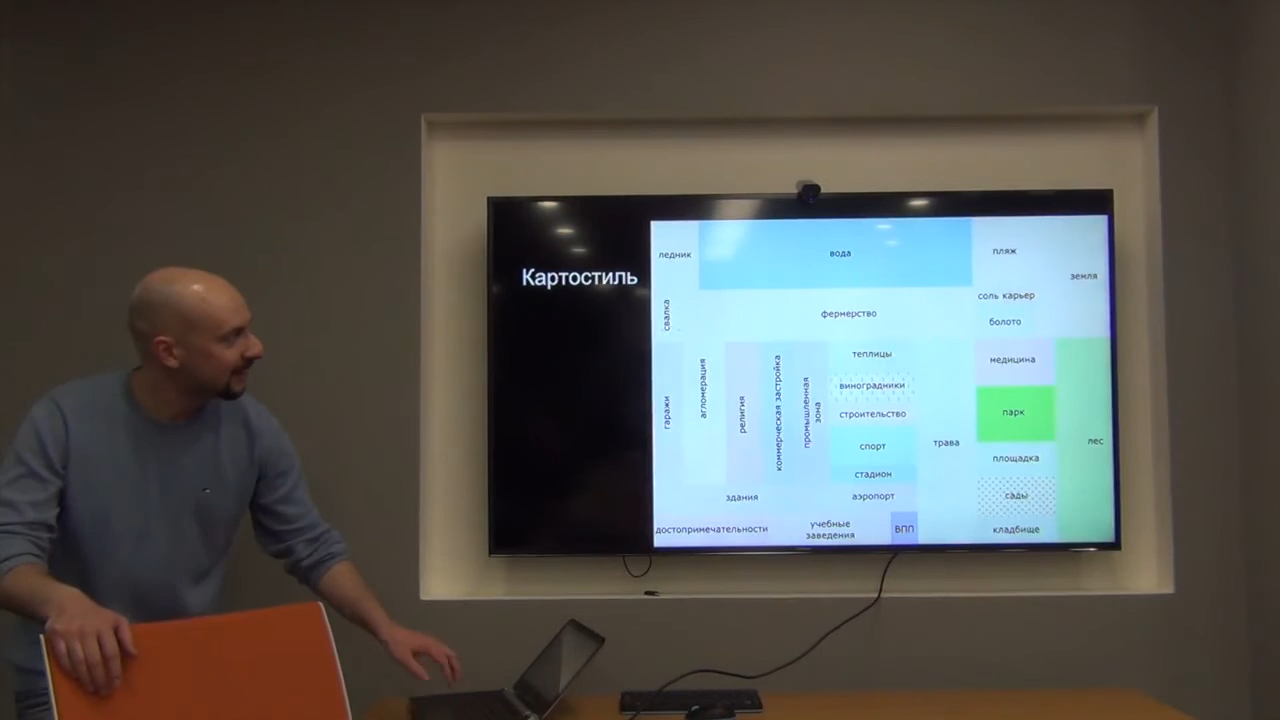 Картостиль
ледник
вода
пляж
земля
свалка
фермерство
соль карьер
болото
гаражи
агломерация
религия
коммерческая застройка
промышленная
зона
теплицы
виноградники
строительство
спорт
стадион
трава
медицина
парк
площадка
сады
лес
здания
аэропорт
достопримечательности
учебные
заведения
ВПП
кладбище